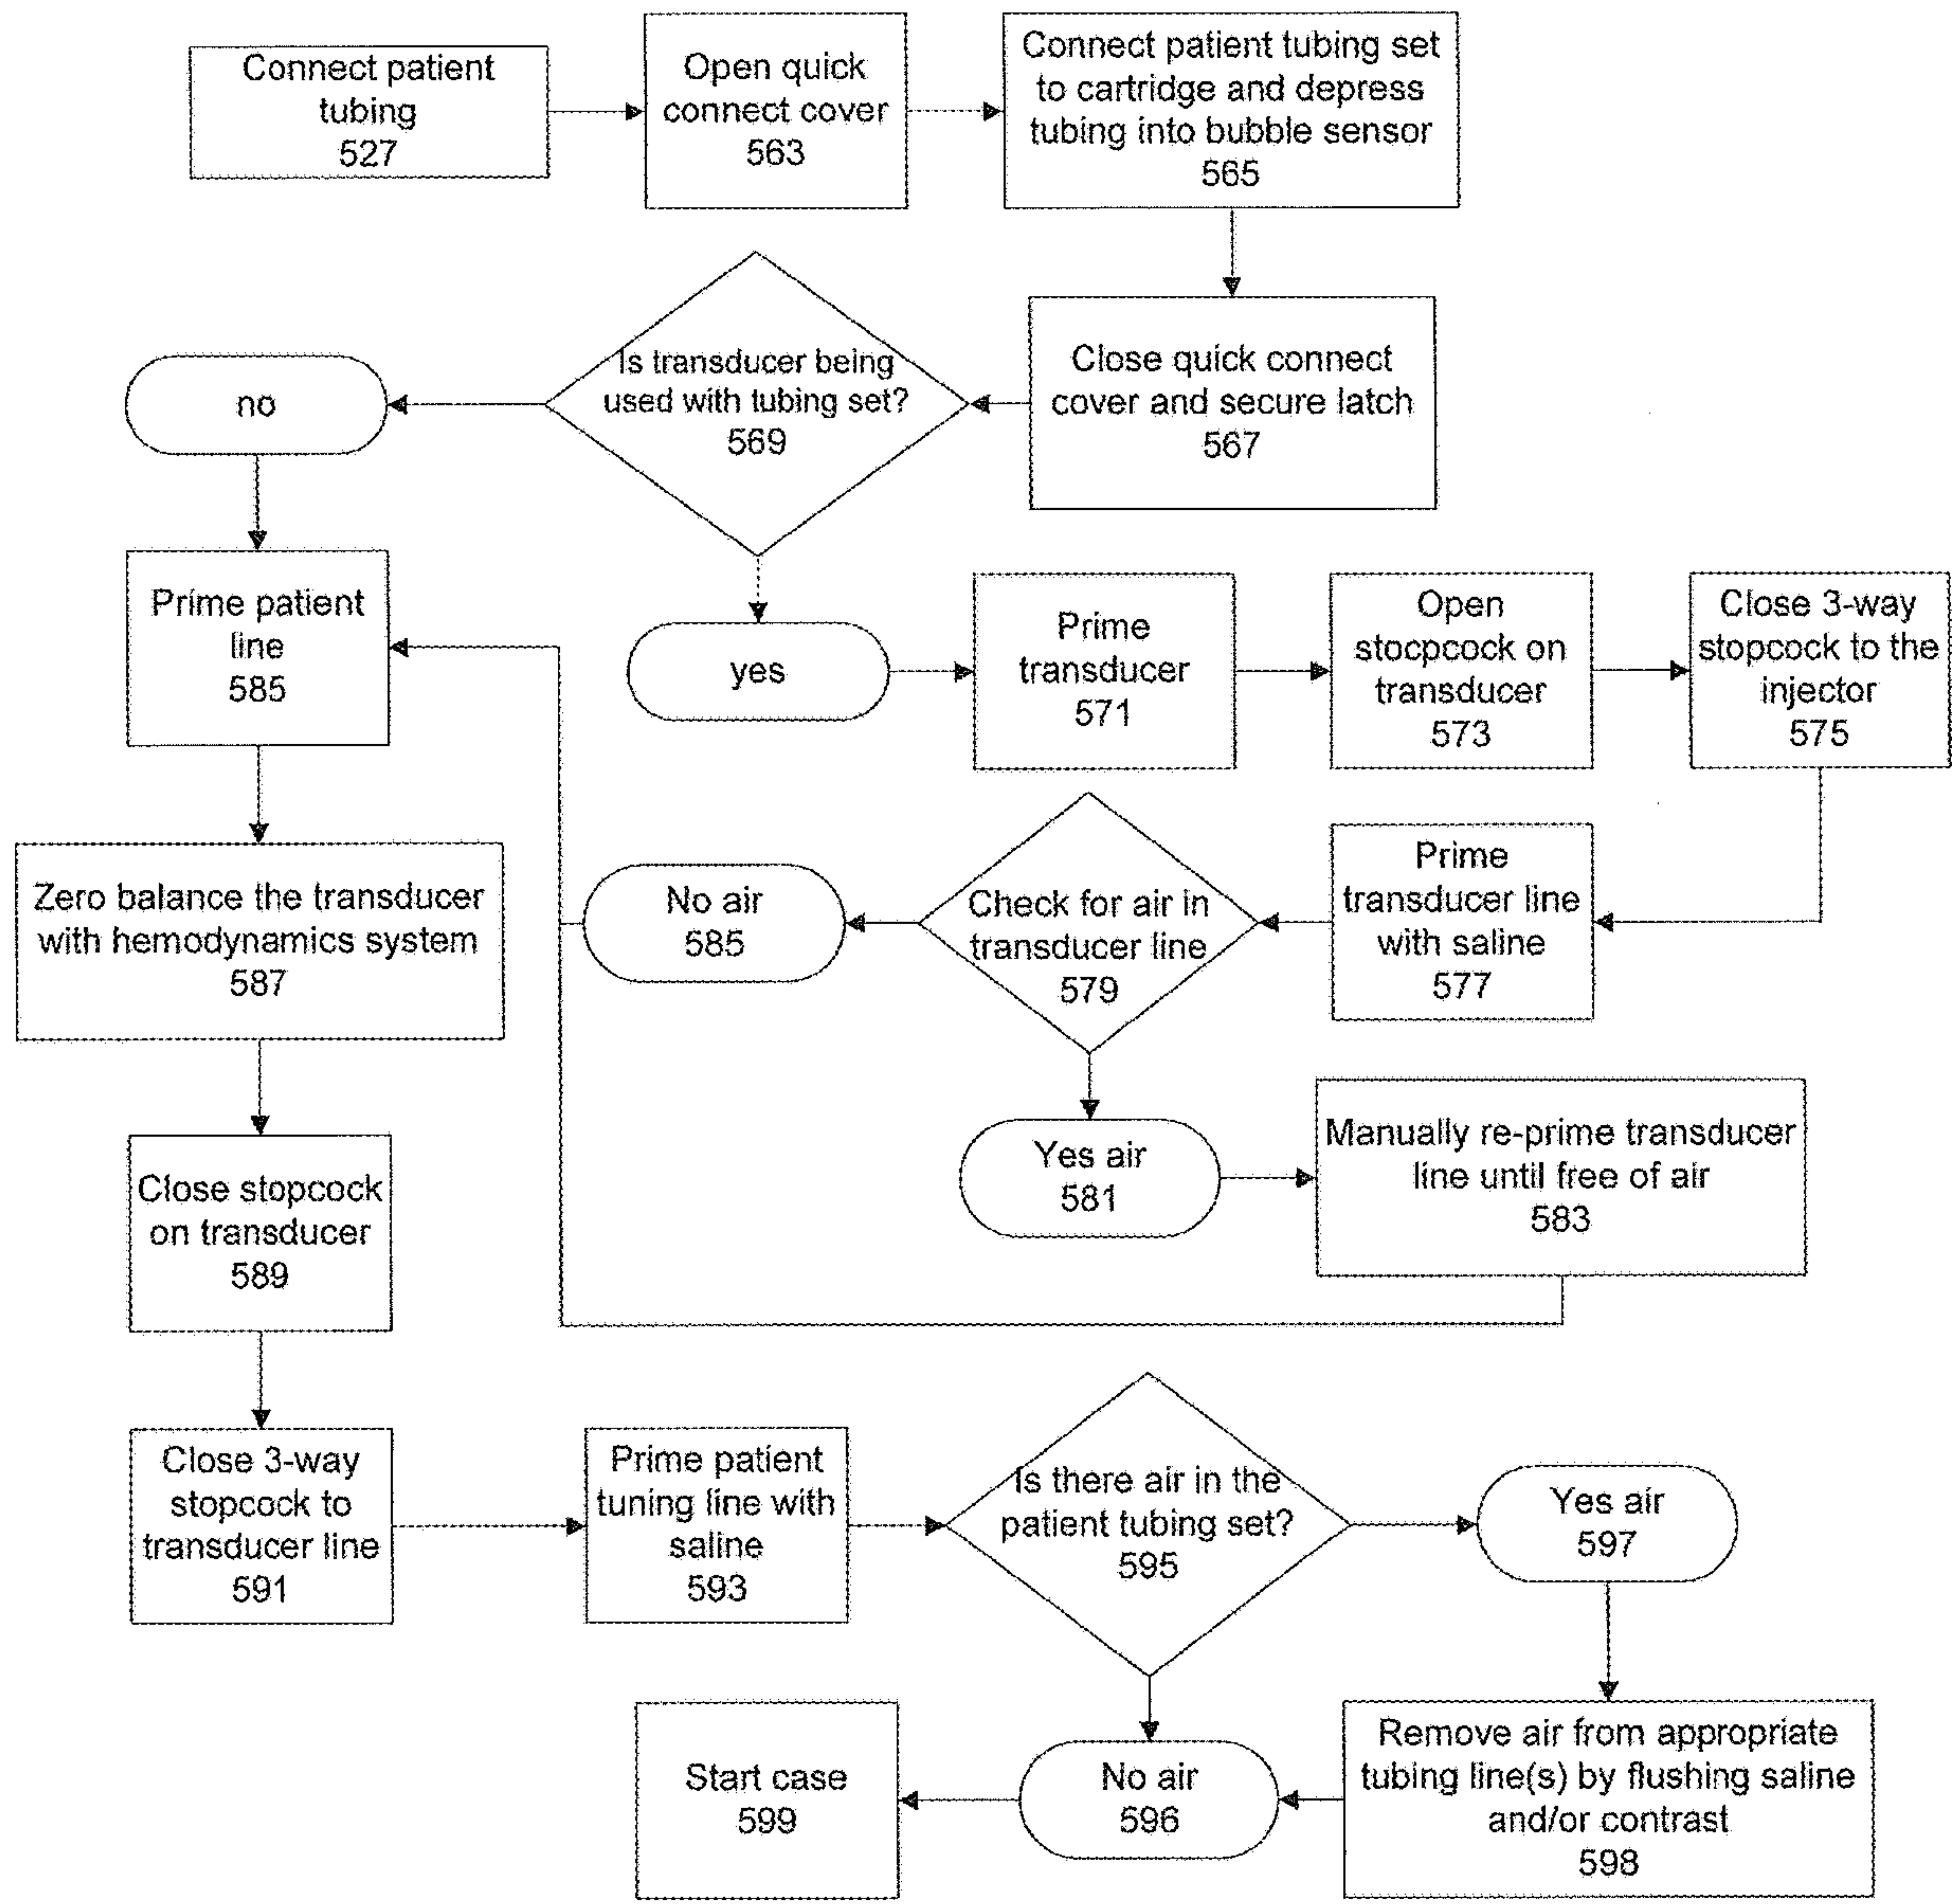 Connect patient
tubing
527
Open quick
connect cover
563
Connect patient tubing set
to cartridge and depress
tubing into bubble sensor
565
Close quick connect
cover and secure latch
567
Is transducer being
used with tubing set?
569
no
yes
Prime
transducer
571
Open
stocpcock on
transducer
573
Close 3-way
stopcock to the
injector
575
Prime
transducer line
with saline
577
Check for air in
transducer line
579
No air
585
Yes air
581
Manually re-prime transducer
line until free of air
583
Prime patient
line
585
Zero balance the transducer
with hemodynamics system
587
Close stopcock
on transducer
589
Close 3-way
stopcock to
transducer line
591
Prime patient
tuning line with
saline
593
Is there air in the
patient tubing set?
595
Yes air
597
Remove air from appropriate
tubing line(s) by flushing saline
and/or contrast
598
No air
596
Start case
599